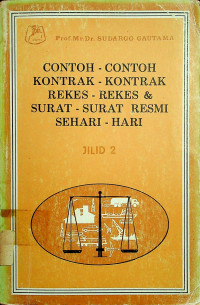 Prof. Mr. Dr. SUDARGO GAUTAMA
CONTOH - CONTOH
KONTRAK - KONTRAK
REKES - REKES &
SURAT - SURAT RESMI
SEHARI - HARI
JILID 2